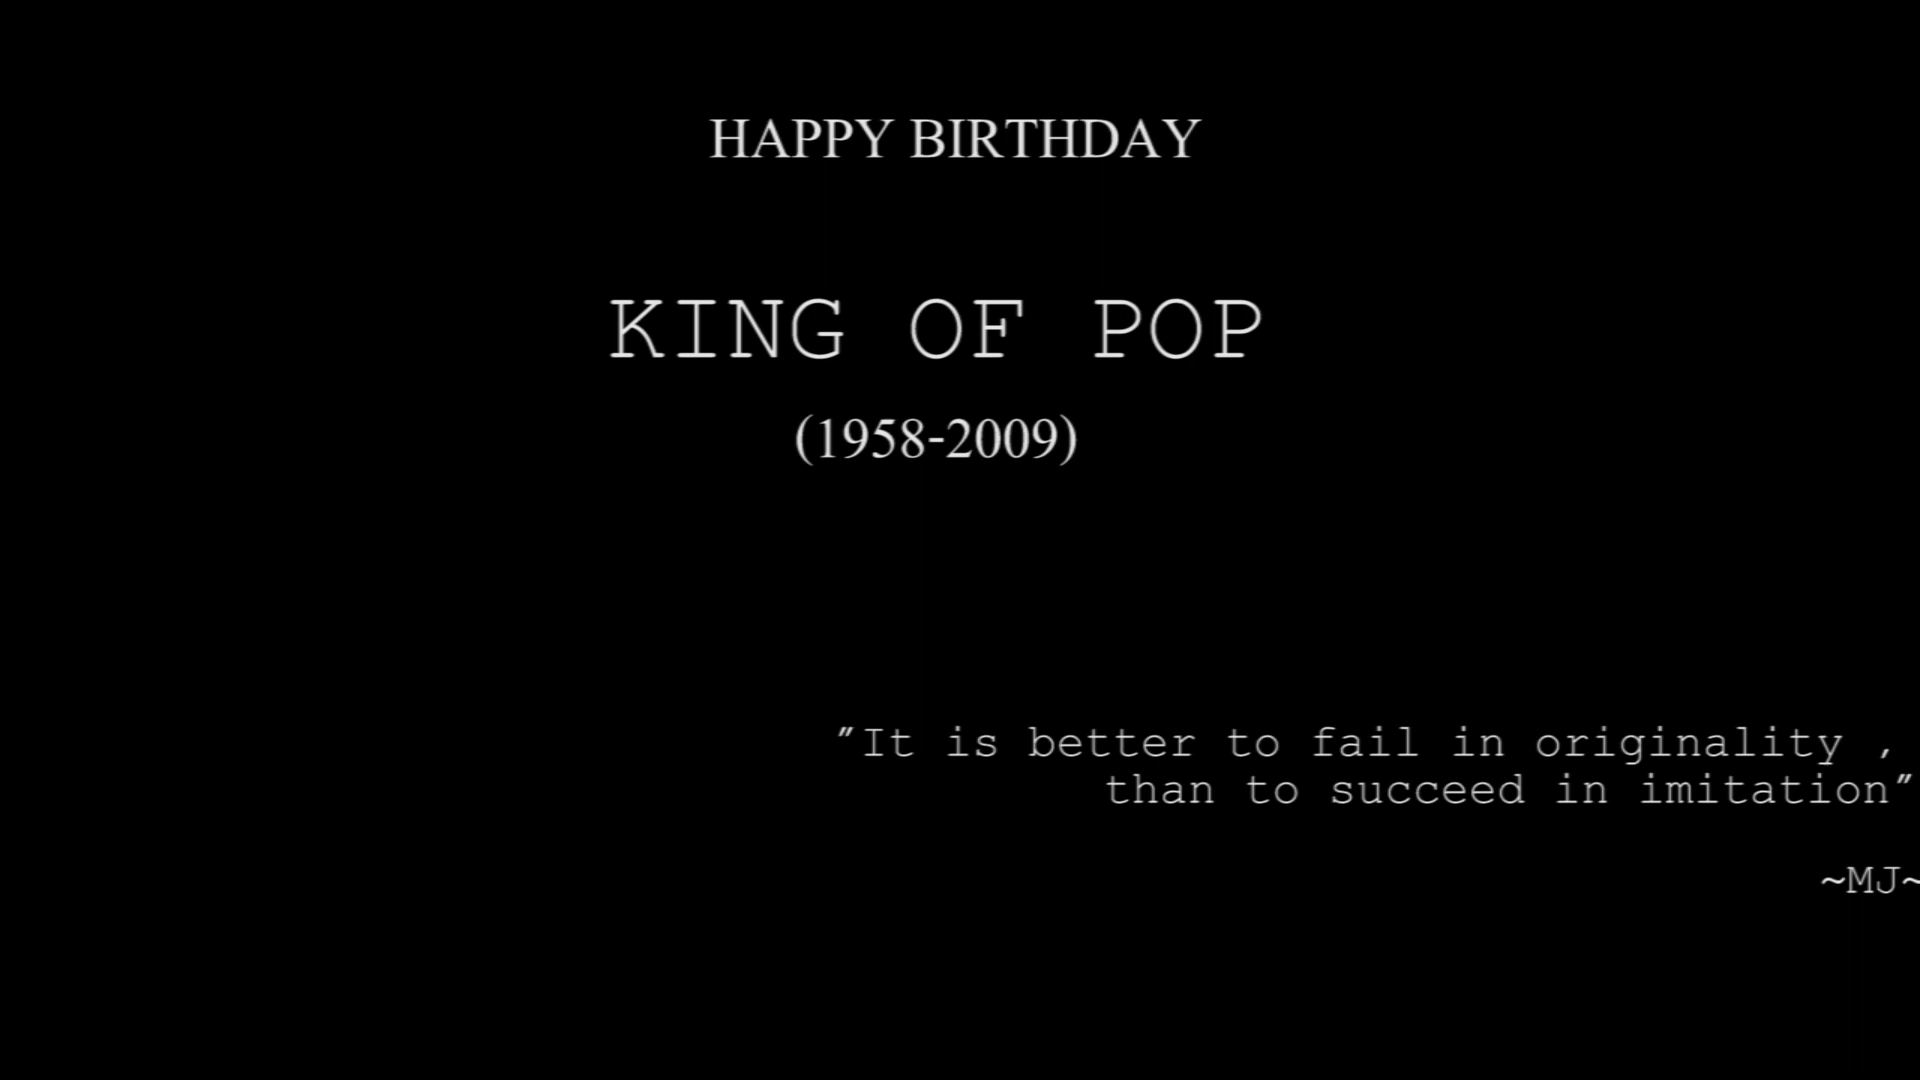 HAPPY BIRTHDAY
KING OF POP
(1958-2009)
"It is better to fail in originality ,
than to succeed in imitation"
~MJ~